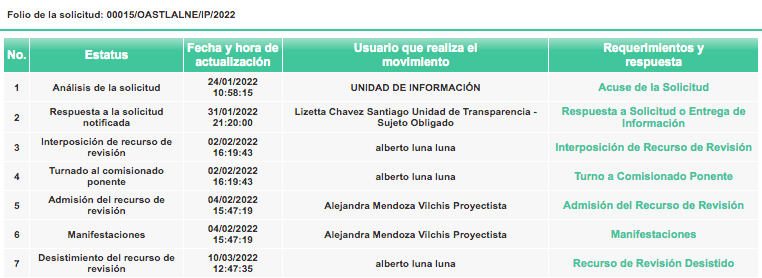 Folio de la solicitud: 00015/OASTLALNE/IP/2022
No. Estatus Fecha y hora de actualización Usuario que realiza el movimiento Requerimientos y respuesta
1 Análisis de la solicitud 24/01/2022 10:58:15 UNIDAD DE INFORMACIÓN Acuse de la Solicitud
2 Respuesta a la solicitud notificada 31/01/2022 21:20:00 Lizetta Chavez Santiago Unidad de Transparencia - Sujeto Obligado Respuesta a Solicitud o Entrega de Información
3 Interposición de recurso de revisión 02/02/2022 16:19:43 alberto luna luna Interposición de Recurso de Revisión
4 Turnado al comisionado ponente 02/02/2022 16:19:43 alberto luna luna Turno a Comisionado Ponente
5 Admisión del recurso de revisión 04/02/2022 15:47:19 Alejandra Mendoza Vilchis Proyectista Admisión del Recurso de Revisión
6 Manifestaciones 04/02/2022 15:47:19 Alejandra Mendoza Vilchis Proyectista Manifestaciones
7 Desistimiento del recurso de revisión 10/03/2022 12:47:35 alberto luna luna Recurso de Revisión Desistido